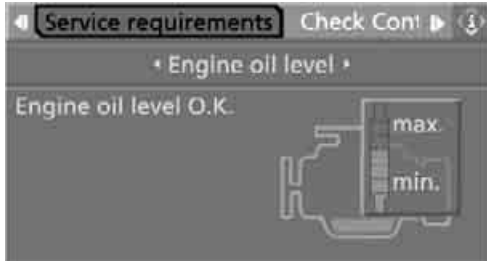 Service requirements Check Con
Engine oil level
Engine oil level O.K.
max.
min.